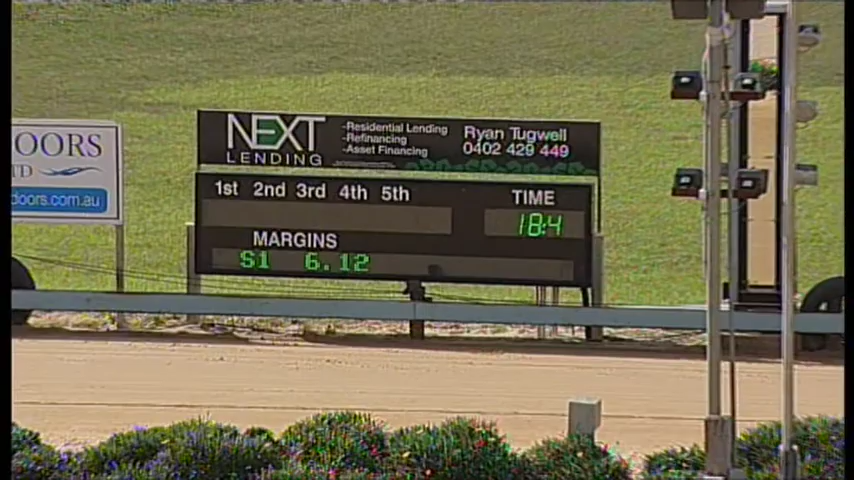 OORS
TD
doors.com.au
NEXT
LENDING
-Residential Lending
-Refinancing
-Asset Financing
Ryan Tugwell
0402 429 449
1st 2nd 3rd 4th 5th
TIME
18:4
MARGINS
S1 6.12